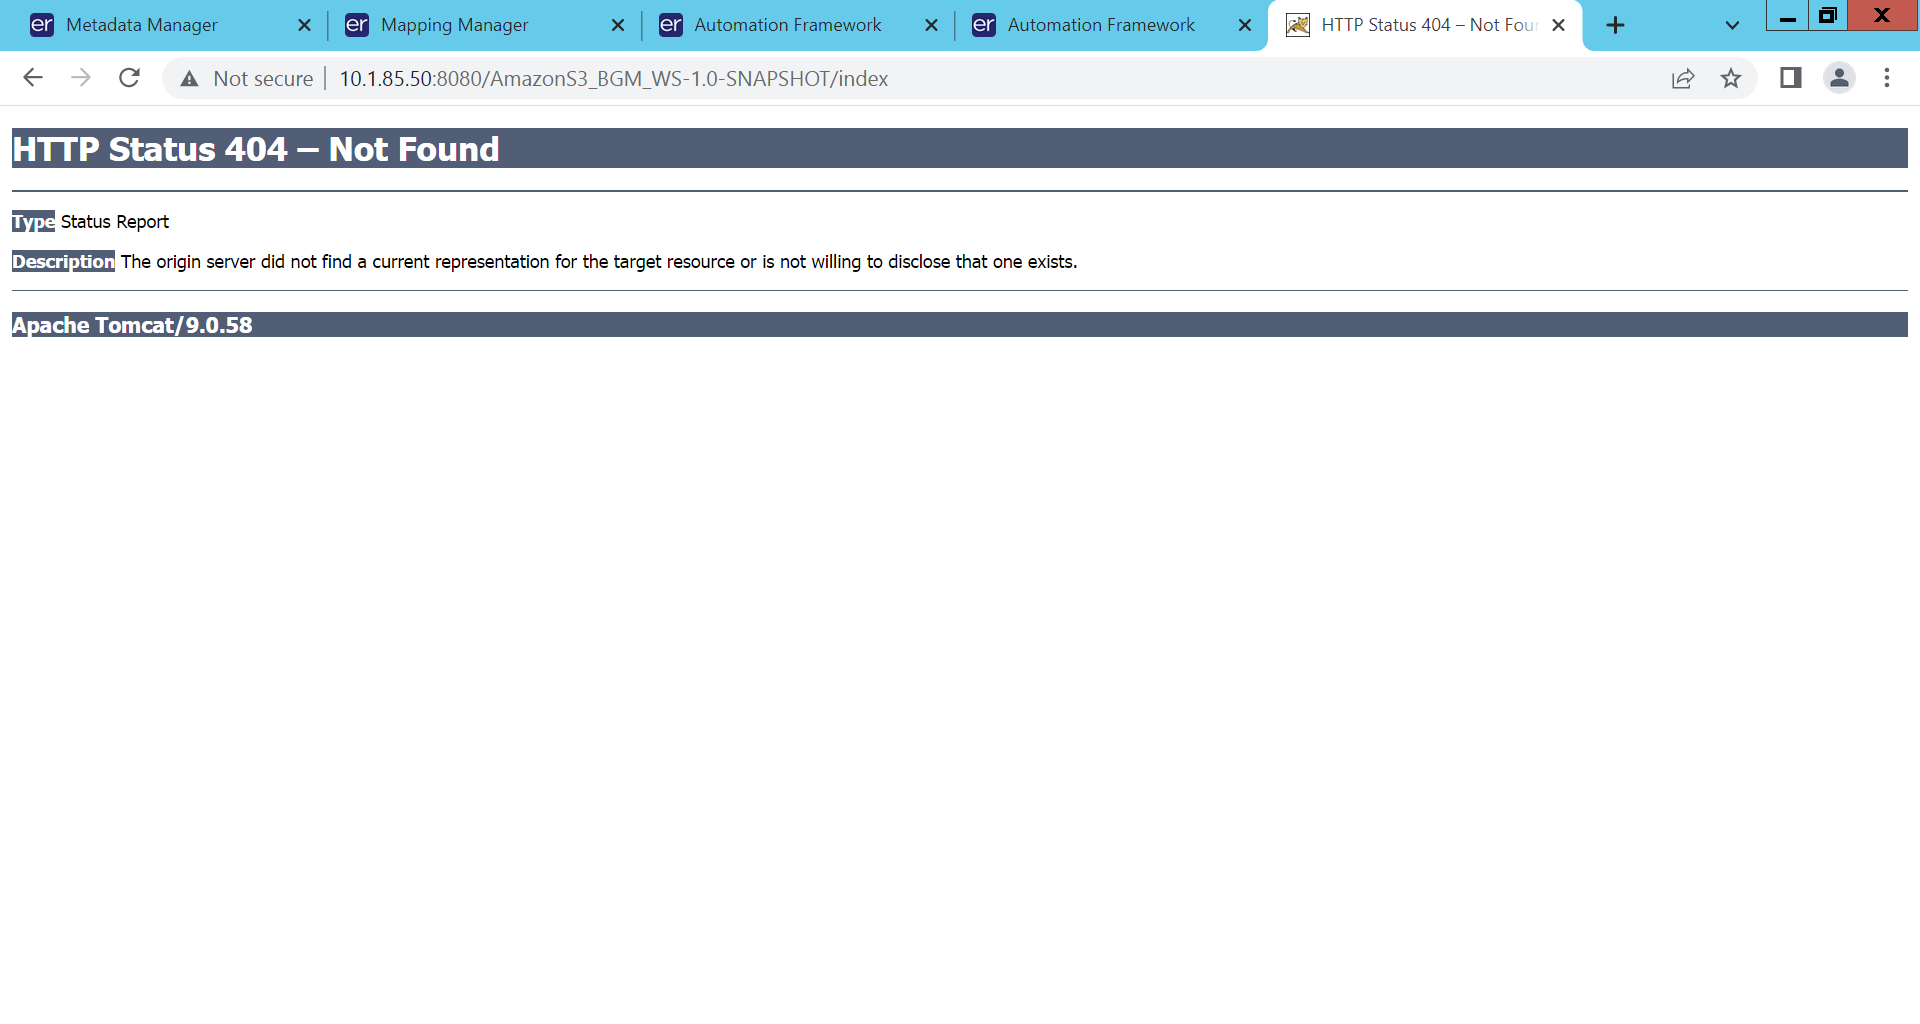 er Metadata Manager
er Mapping Manager
er Automation Framework
er Automation Framework
HTTP Status 404 – Not Fou
Not secure 10.1.85.50:8080/AmazonS3_BGM_WS-1.0-SNAPSHOT/index
HTTP Status 404 – Not Found
Type Status Report
Description The origin server did not find a current representation for the target resource or is not willing to disclose that one exists.
Apache Tomcat/9.0.58